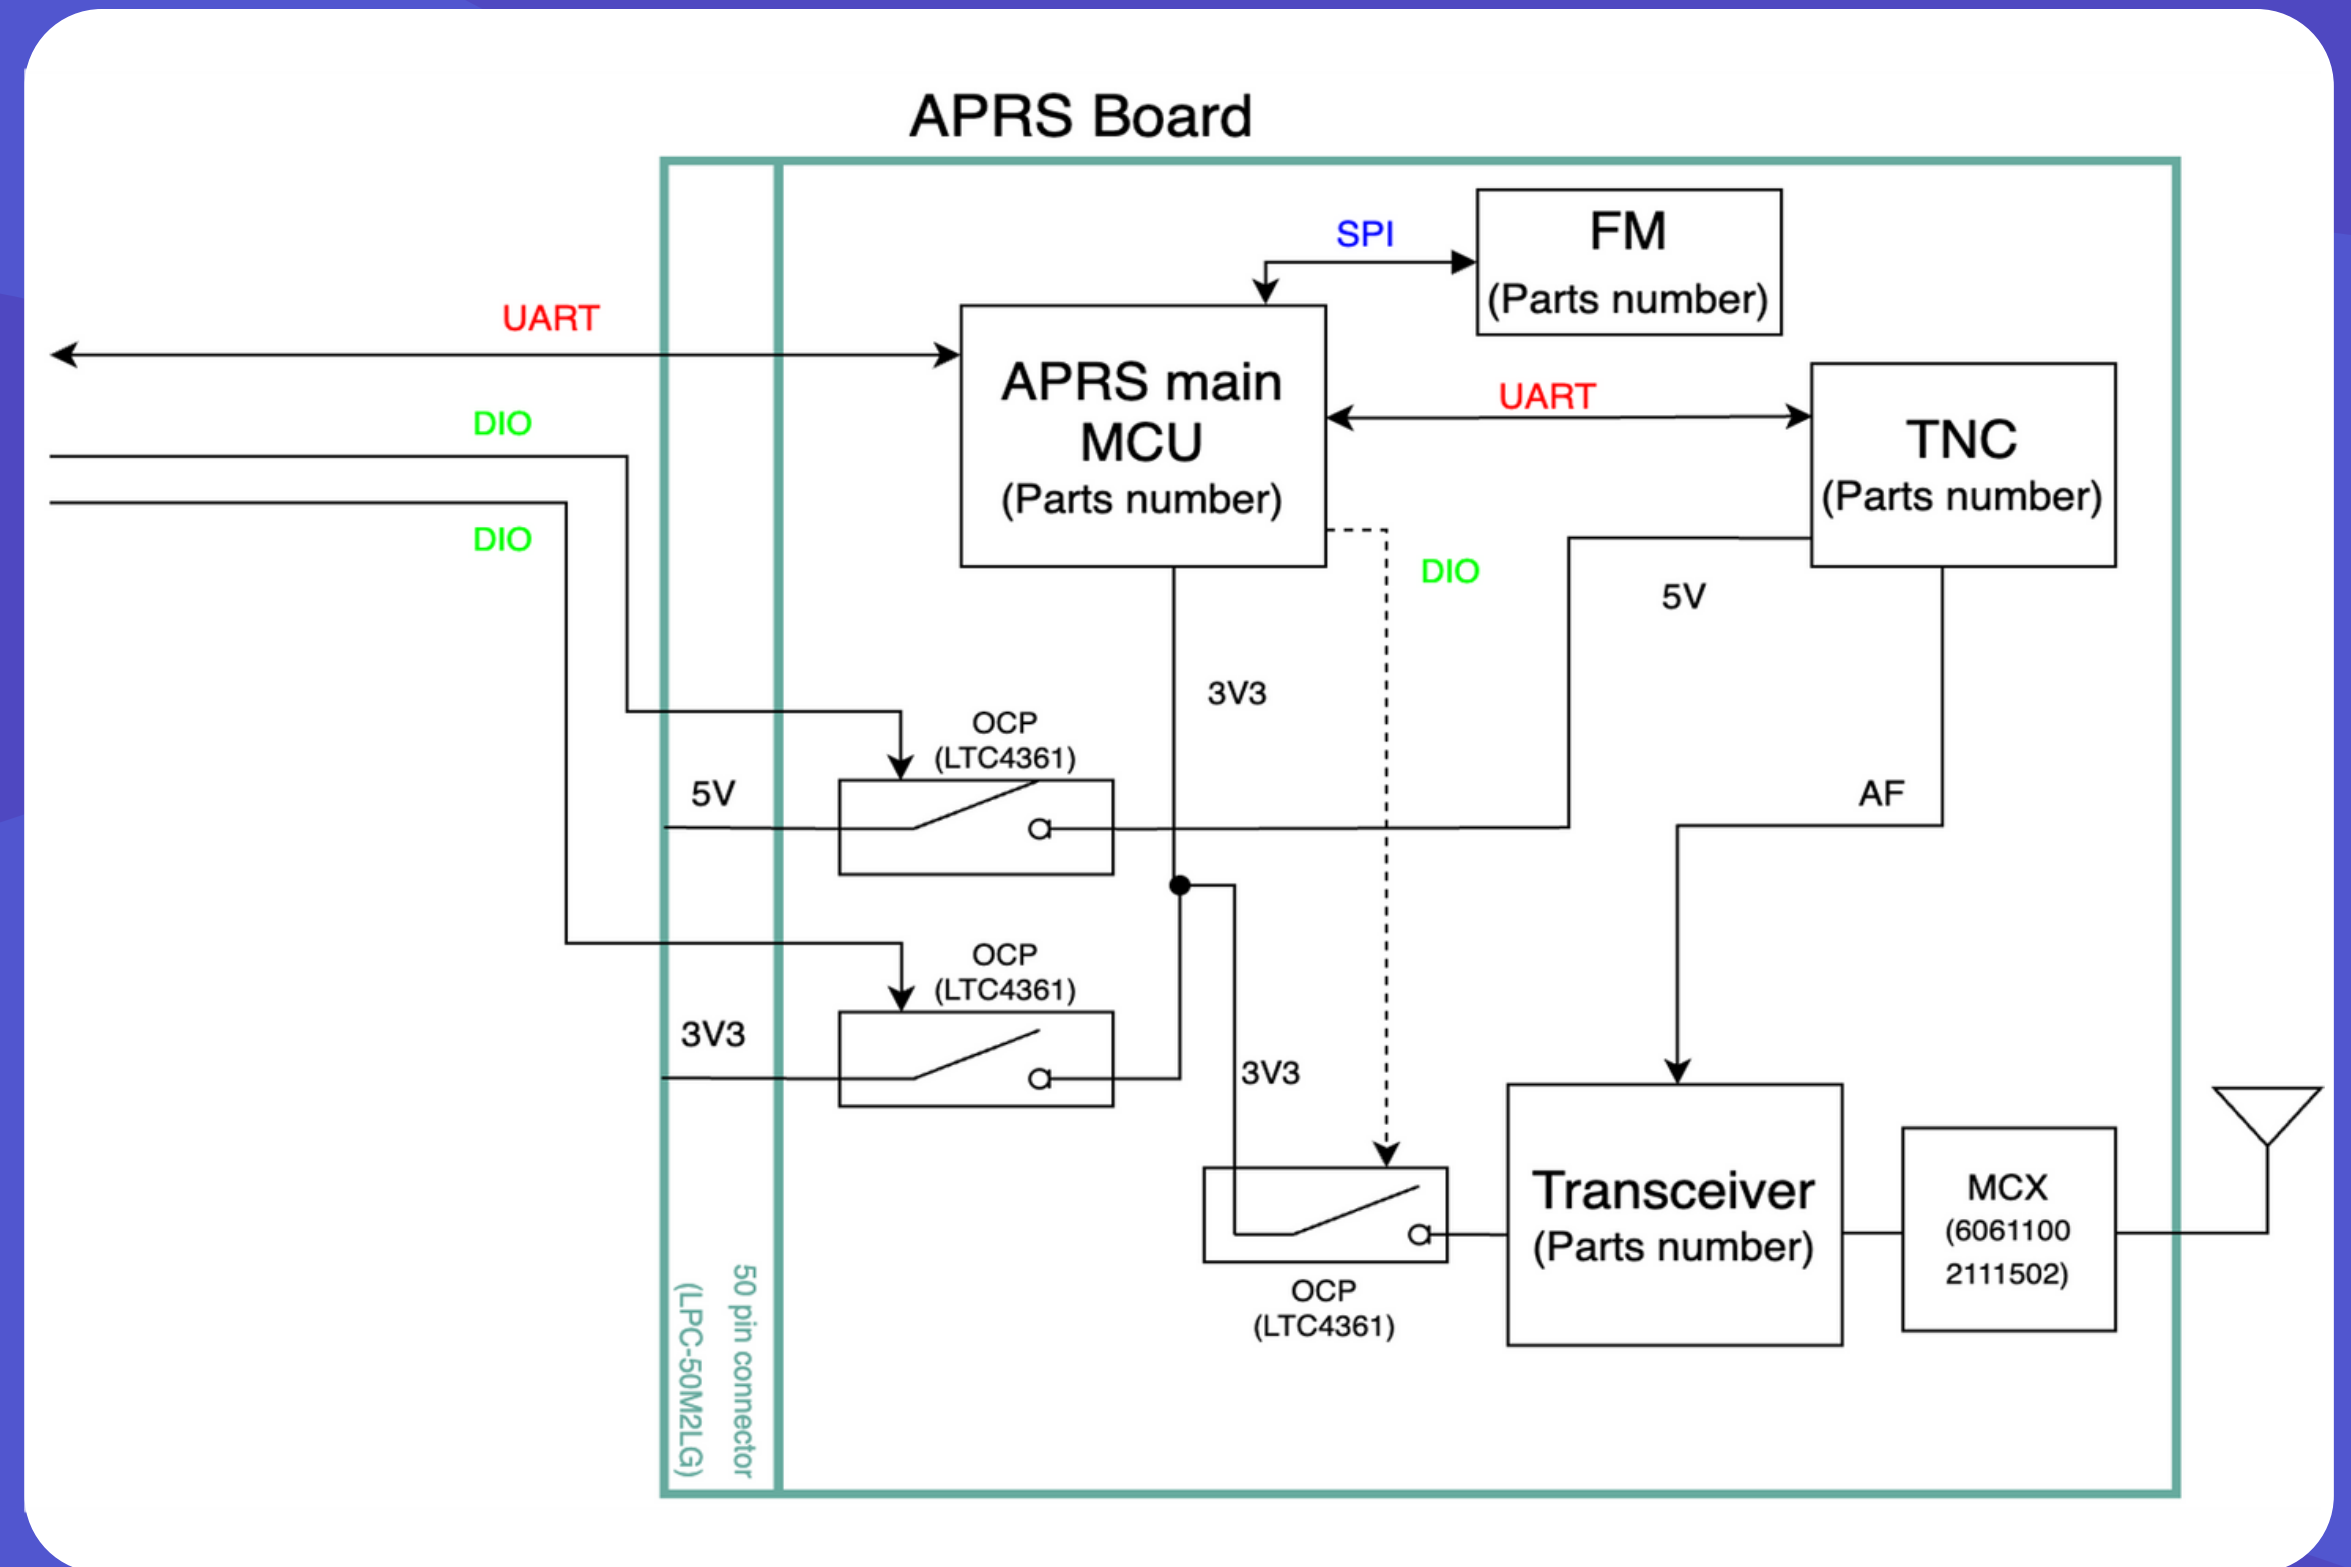 APRS Board
SPI
FM
(Parts number)
UART
APRS main
MCU
(Parts number)
UART
TNC
(Parts number)
DIO
DIO
DIO
5V
3V3
OCP
(LTC4361)
5V
AF
OCP
(LTC4361)
3V3
3V3
Transceiver
(Parts number)
MCX
(6061100
2111502)
OCP
(LTC4361)
50 pin connector
(LPC-50M2LG)